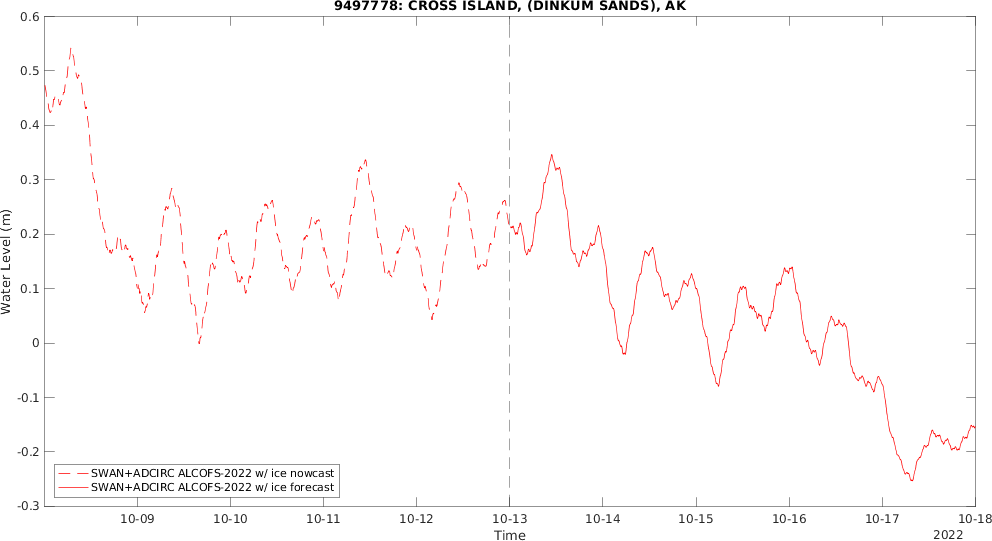 9497778: CROSS ISLAND, (DINKUM SANDS), AK
0.6
0.5
0.4
0.3
0.2
0.1
0
-0.1
-0.2
-0.3
Water Level (m)
SWAN+ADCIRC ALCOFS-2022 w/ ice nowcast
SWAN+ADCIRC ALCOFS-2022 w/ ice forecast
10-09 10-10 10-11 10-12 10-13 10-14 10-15 10-16 10-17 10-18
Time
2022